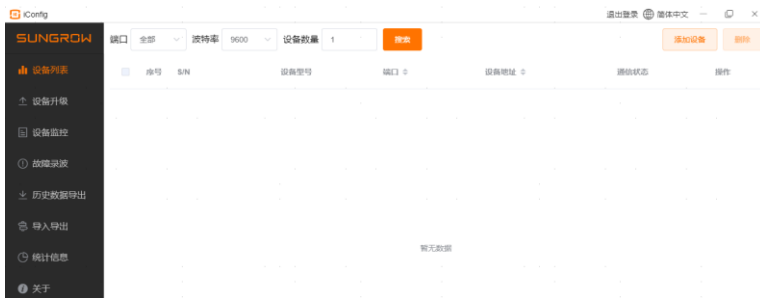 iConfig 退出登录 简体中文
SUNGROW 端口 全部 波特率 9600 设备数量 1 搜索 添加设备 删除
设备列表 序号 S/N 设备型号 端口 设备地址 通信状态 操作
设备升级
设备监控
故障录波
历史数据导出
导入导出
暂无数据
统计信息
关于